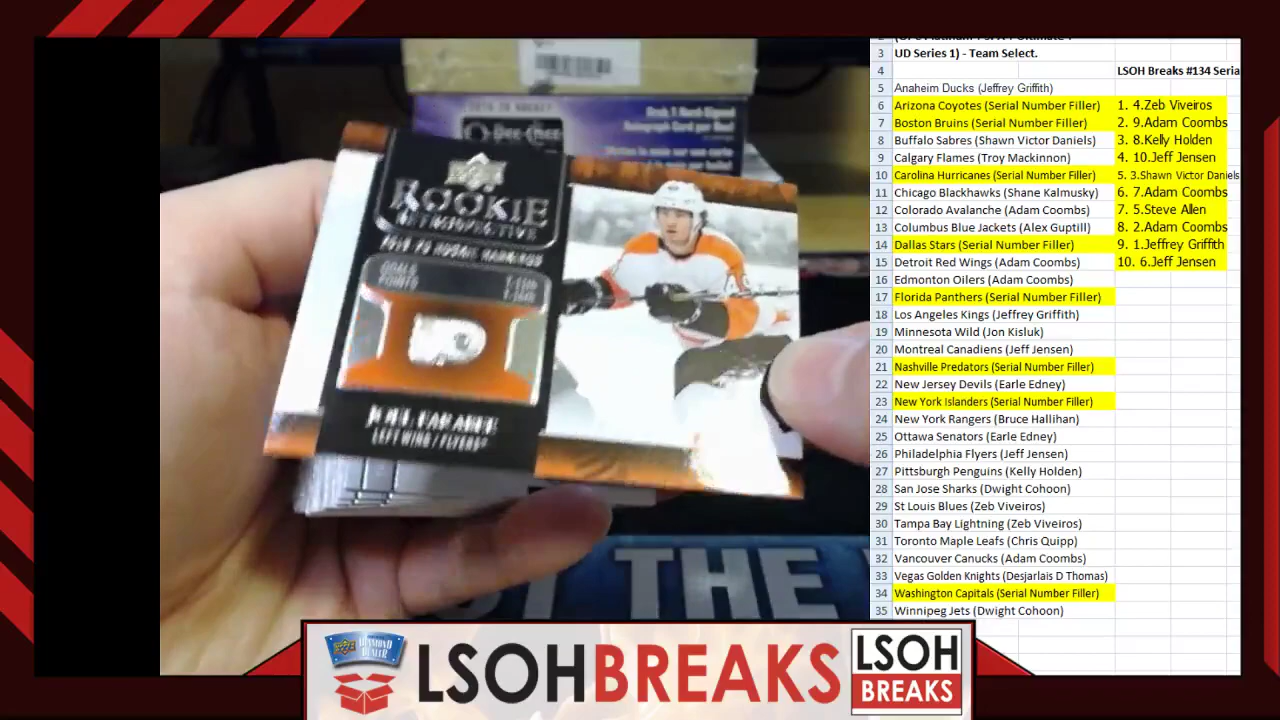 UD Series 1) - Team Select.
LSOH Breaks #134 Seria
Anaheim Ducks (Jeffrey Griffith)
Arizona Coyotes (Serial Number Filler)
Boston Bruins (Serial Number Filler)
Buffalo Sabres (Shawn Victor Daniels)
Calgary Flames (Troy Mackinnon)
Carolina Hurricanes (Serial Number Filler)
Chicago Blackhawks (Shane Kalmusky)
Colorado Avalanche (Adam Coombs)
Columbus Blue Jackets (Alex Guptill)
Dallas Stars (Serial Number Filler)
Detroit Red Wings (Adam Coombs)
Edmonton Oilers (Adam Coombs)
Florida Panthers (Serial Number Filler)
Los Angeles Kings (Jeffrey Griffith)
Minnesota Wild (Jon Kisluk)
Montreal Canadiens (Jeff Jensen)
Nashville Predators (Serial Number Filler)
New Jersey Devils (Earle Edney)
New York Islanders (Serial Number Filler)
New York Rangers (Bruce Hallihan)
Ottawa Senators (Earle Edney)
Philadelphia Flyers (Jeff Jensen)
Pittsburgh Penguins (Kelly Holden)
San Jose Sharks (Dwight Cohoon)
St Louis Blues (Zeb Viveiros)
Tampa Bay Lightning (Zeb Viveiros)
Toronto Maple Leafs (Chris Quipp)
Vancouver Canucks (Adam Coombs)
Vegas Golden Knights (Desjarlais D Thomas)
Washington Capitals (Serial Number Filler)
Winnipeg Jets (Dwight Cohoon)
1. 4.Zeb Viveiros
2. 9.Adam Coombs
3. 8.Kelly Holden
4. 10.Jeff Jensen
5. 3.Shawn Victor Daniels
6. 7.Adam Coombs
7. 5.Steve Allen
8. 2.Adam Coombs
9. 1.Jeffrey Griffith
10. 6.Jeff Jensen
3
4
5
6
7
8
9
10
11
12
13
14
15
16
17
18
19
20
21
22
23
24
25
26
27
28
29
30
31
32
33
34
35
O-Pee-Chee
ROOKIE
RETROSPECTIVE
GOALS
POINTS
JOEL FARABEE
LEFT WING / FLYERS
THE
DIAMOND
DEALER
LSOHBREAKS
LSOH
BREAKS